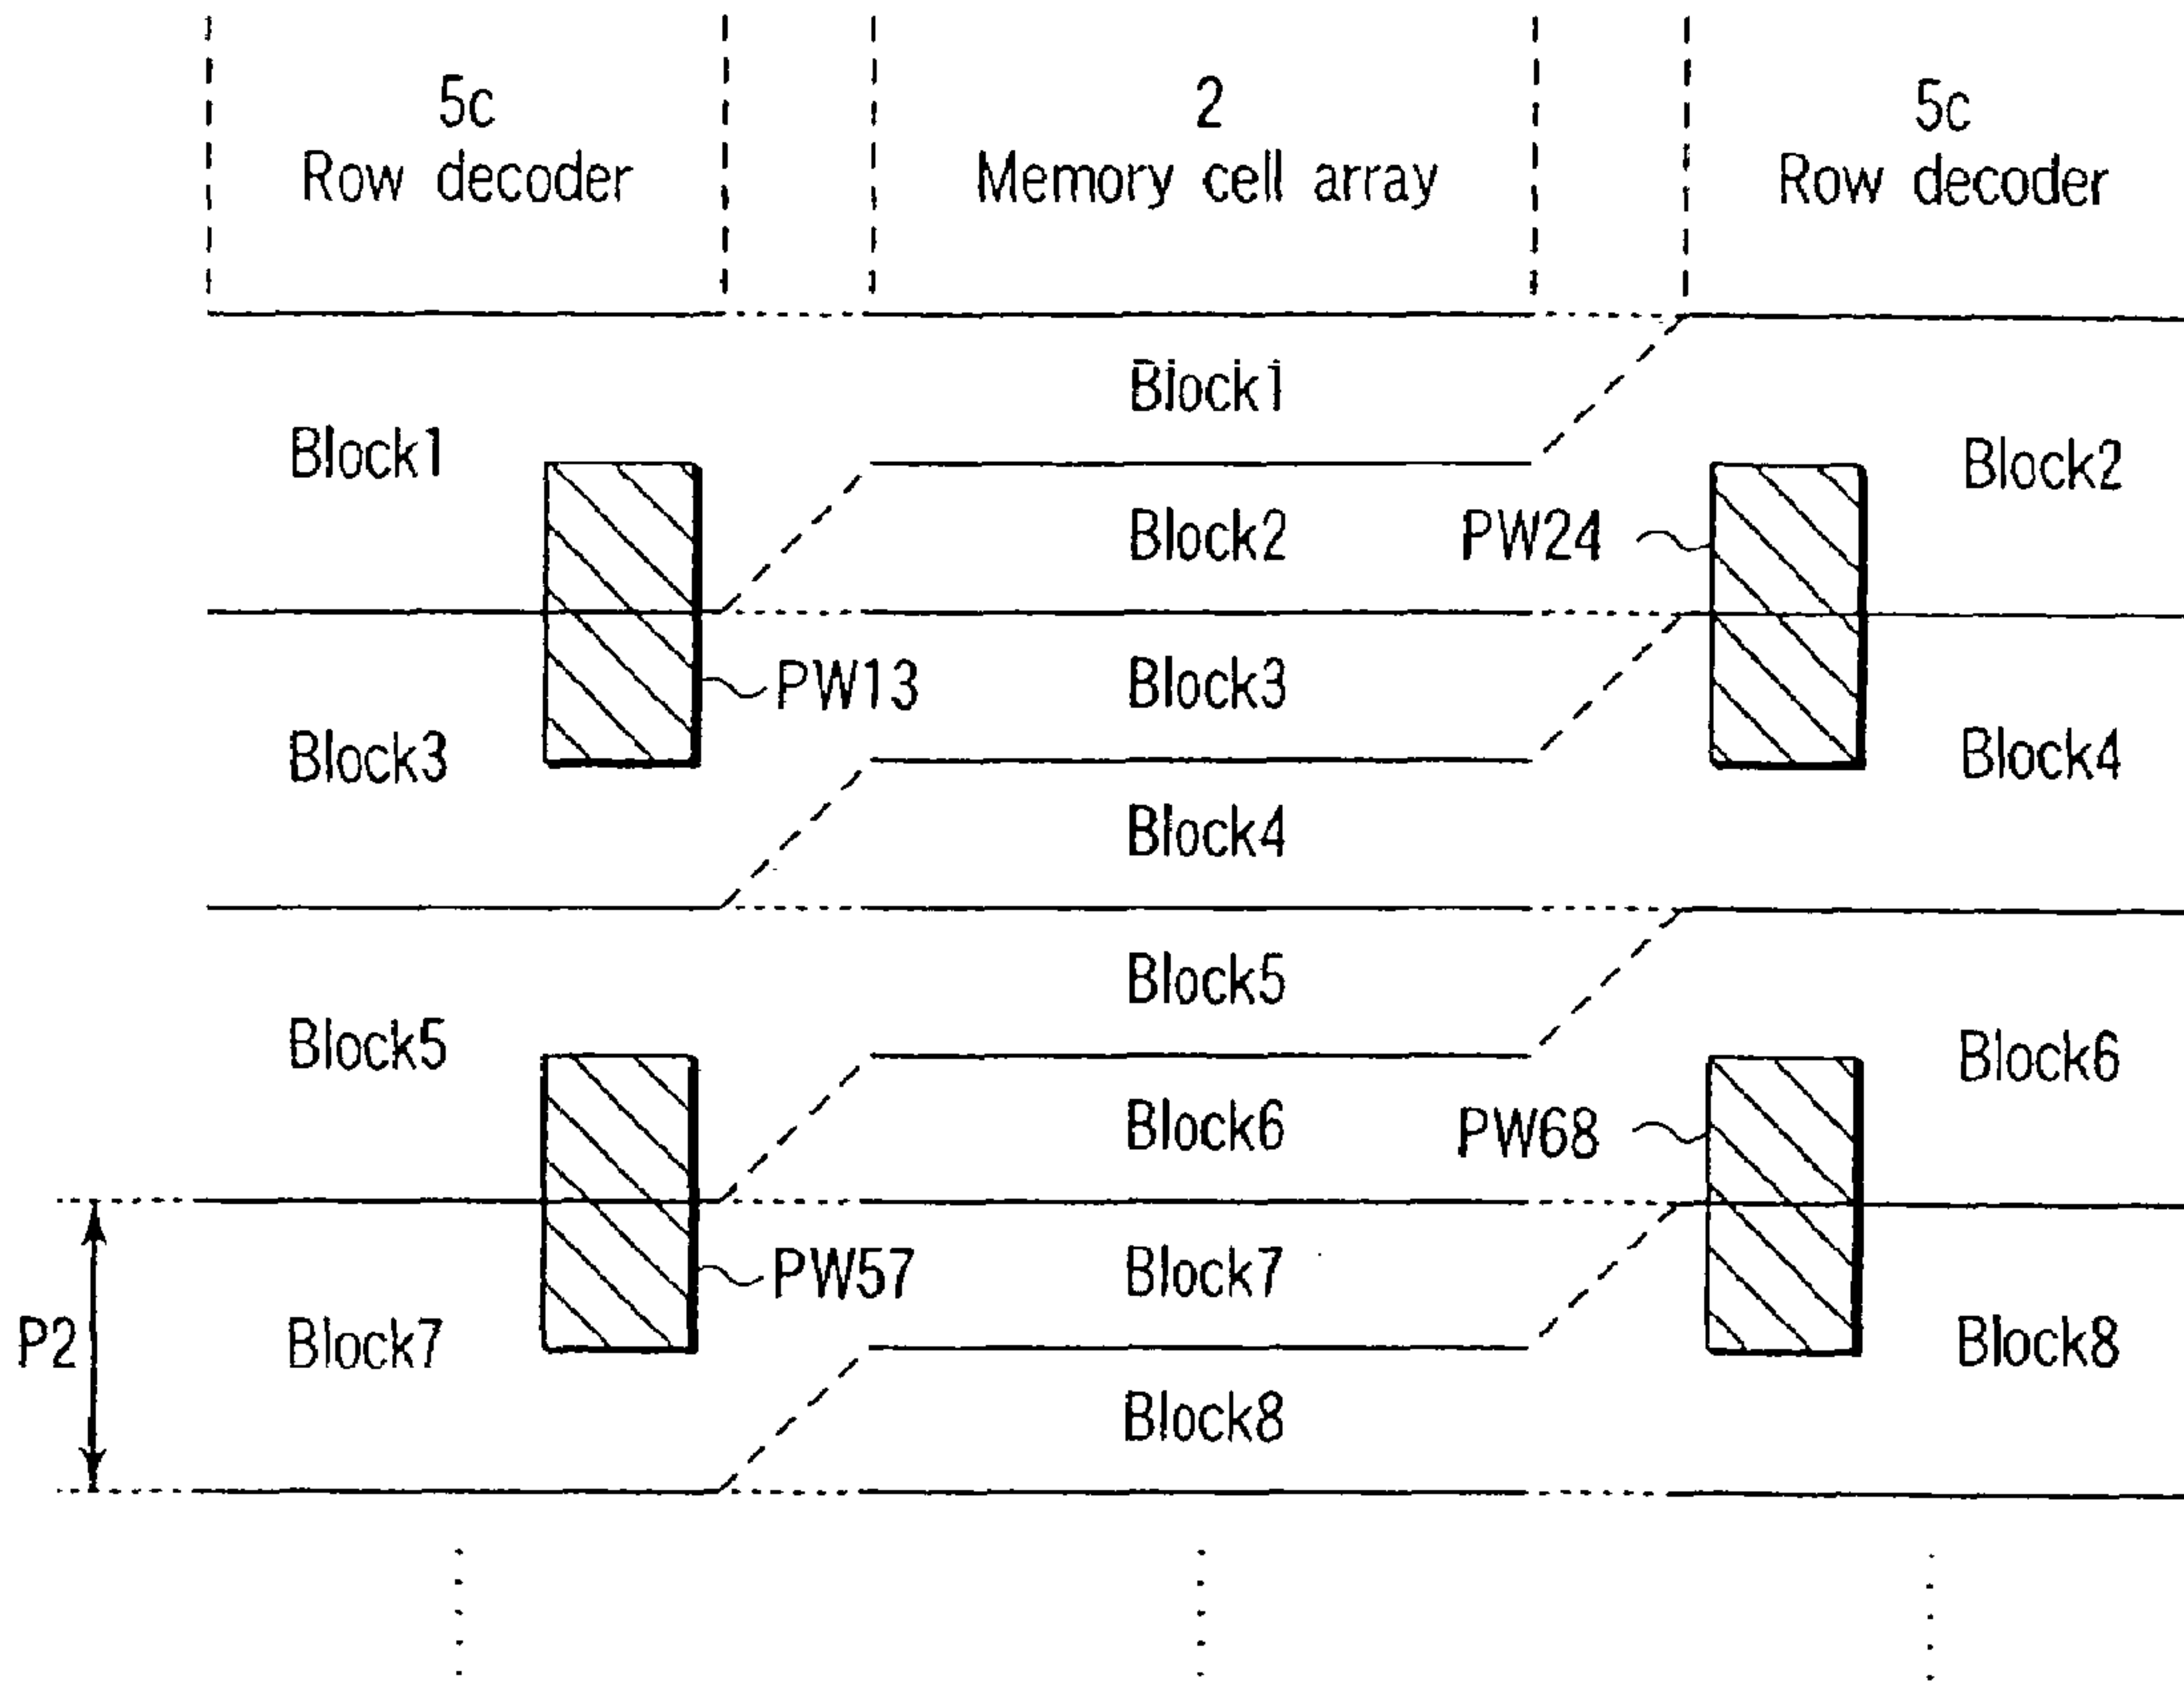 5c
Row decoder
2
Memory cell array
5c
Row decoder
Block1
Block1
Block2
Block2
PW24
PW13
Block3
Block3
Block4
Block4
Block5
Block5
Block6
Block6
PW68
PW57
Block7
P2
Block7
Block8
Block8